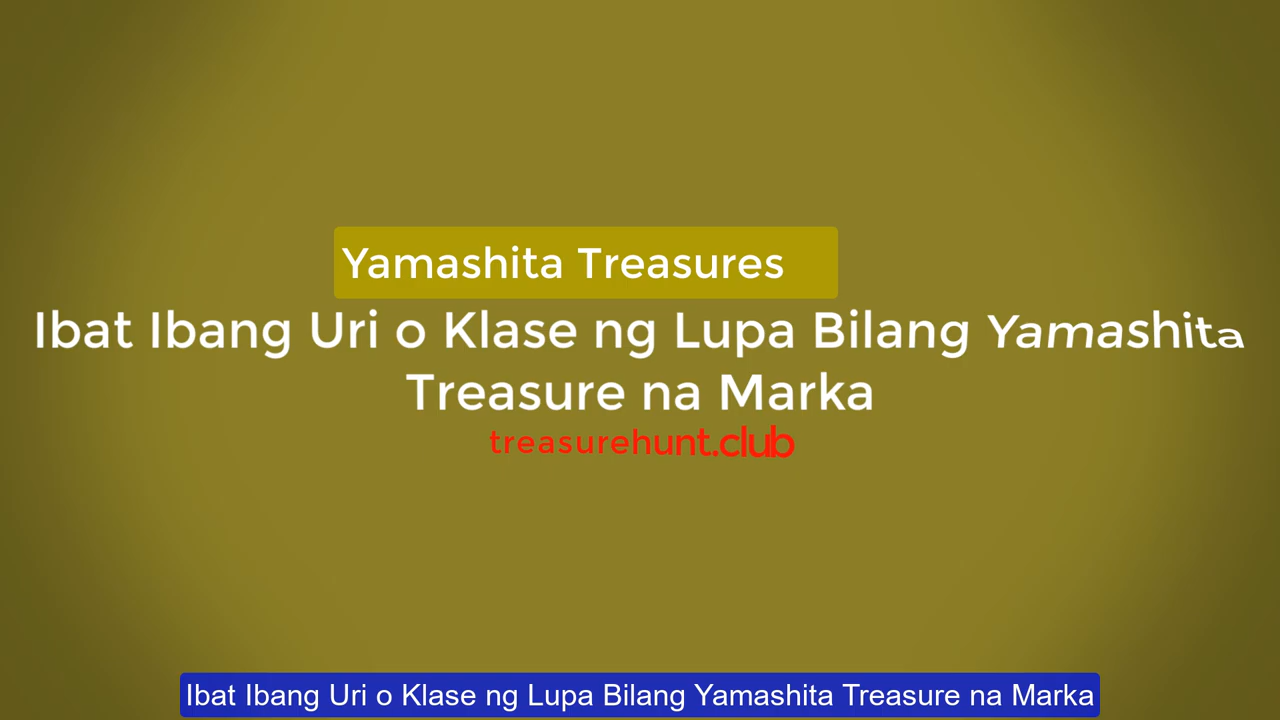 Yamashita Treasures
Ibat Ibang Uri o Klase ng Lupa Bilang Yamashita
Treasure na Marka
treasurehunt.club
Ibat Ibang Uri o Klase ng Lupa Bilang Yamashita Treasure na Marka